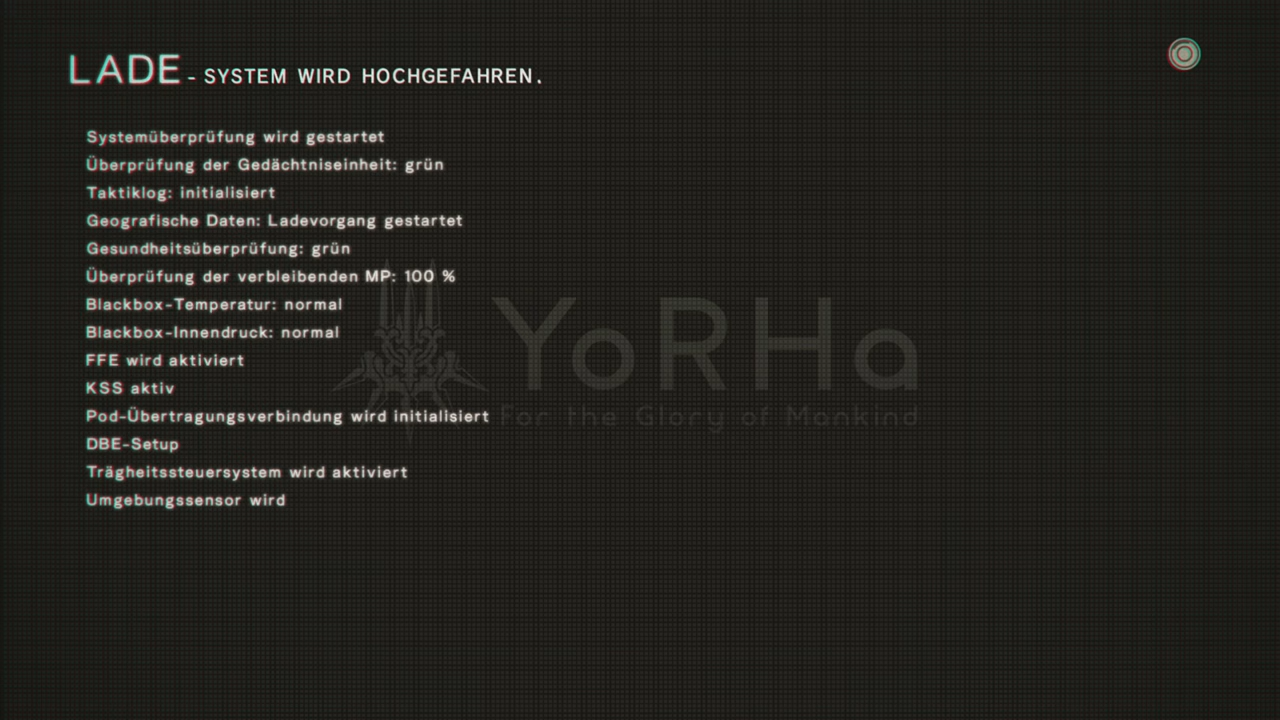 LADE - SYSTEM WIRD HOCHGEFAHREN.
Systemüberprüfung wird gestartet
Überprüfung der Gedächtniseinheit: grün
Taktiklog: initialisiert
Geografische Daten: Ladevorgang gestartet
Gesundheitsüberprüfung: grün
Überprüfung der verbleibenden MP: 100 %
Blackbox-Temperatur: normal
Blackbox-Innendruck: normal
FFE wird aktiviert
KSS aktiv
Pod-Übertragungsverbindung wird initialisiert
DBE-Setup
Trägheitssteuersystem wird aktiviert
Umgebungssensor wird
YoRHa
For the Glory of Mankind